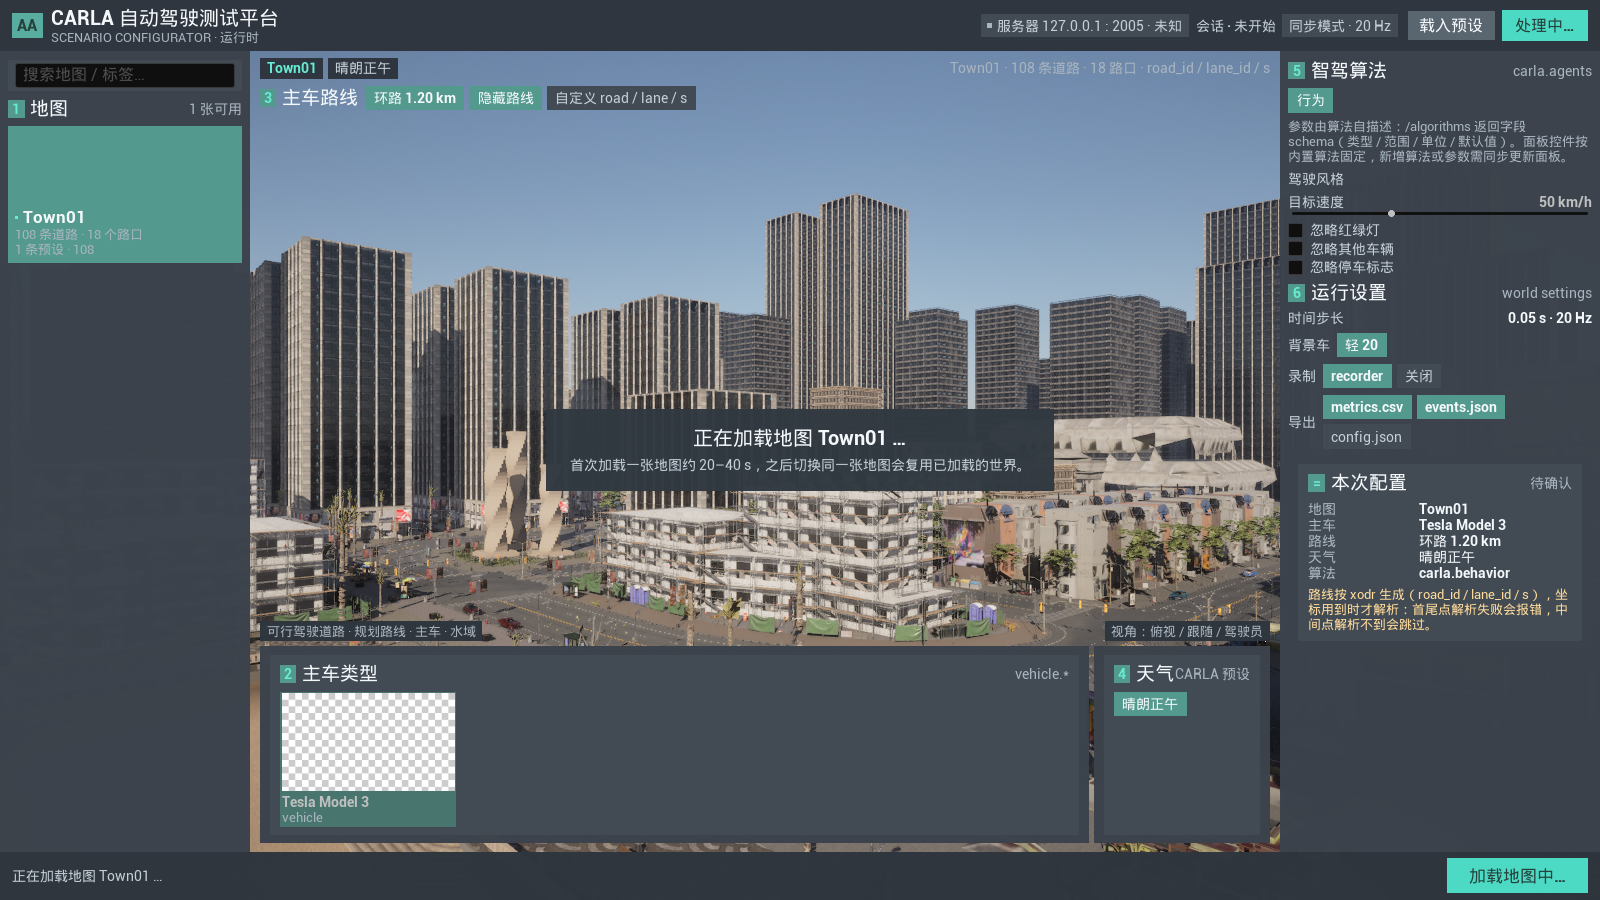 AA
CARLA 自动驾驶测试平台
SCENARIO CONFIGURATOR · 运行时
服务器 127.0.0.1 : 2005 · 未知
会话 · 未开始
同步模式 · 20 Hz
载入预设
处理中...
搜索地图 / 标签...
1 地图
1 张可用
· Town01
108 条道路 · 18 个路口
1 条预设 · 108
Town01
晴朗正午
Town01 · 108 条道路 · 18 路口 · road_id / lane_id / s
3 主车路线
环路 1.20 km
隐藏路线
自定义 road / lane / s
正在加载地图 Town01 ...
首次加载一张地图约 20–40 s，之后切换同一张地图会复用已加载的世界。
可行驾驶道路 · 规划路线 · 主车 · 水域
视角：俯视 / 跟随 / 驾驶员
2 主车类型
vehicle.*
Tesla Model 3
vehicle
4 天气
CARLA 预设
晴朗正午
5 智驾算法
carla.agents
行为
参数由算法自描述：/algorithms 返回字段
schema（类型 / 范围 / 单位 / 默认值）。面板控件按
内置算法固定，新增算法或参数需同步更新面板。
驾驶风格
目标速度
50 km/h
忽略红绿灯
忽略其他车辆
忽略停车标志
6 运行设置
world settings
时间步长
0.05 s · 20 Hz
背景车
轻 20
录制
recorder
关闭
导出
metrics.csv
events.json
config.json
= 本次配置
待确认
地图 Town01
主车 Tesla Model 3
路线 环路 1.20 km
天气 晴朗正午
算法 carla.behavior
路线按 xodr 生成（road_id / lane_id / s），坐
标用到时才解析：首尾点解析失败会报错，中
间点解析不到会跳过。
正在加载地图 Town01 ...
加载地图中...